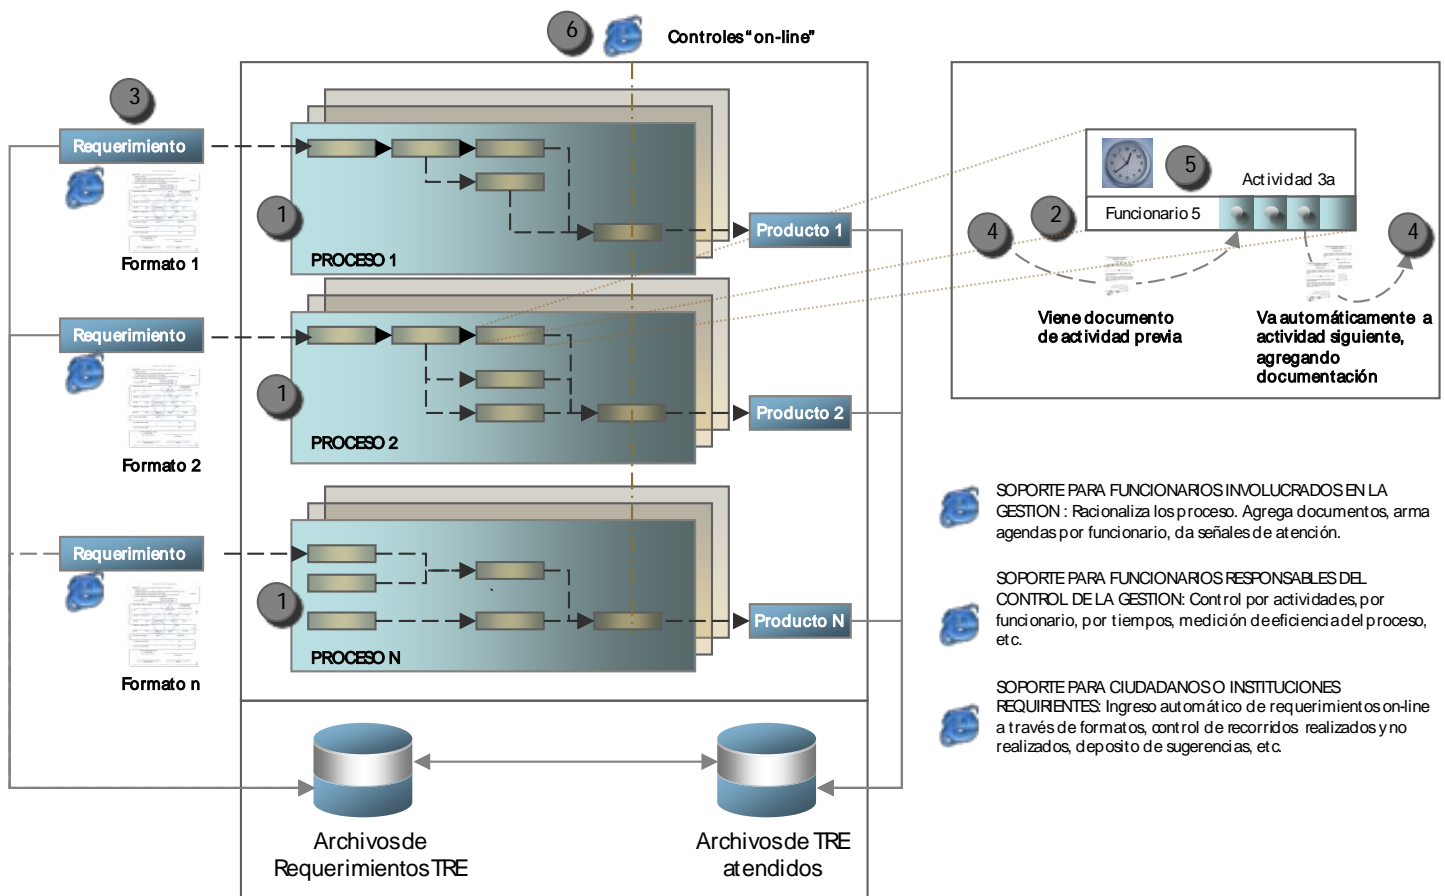 6
Controles "on-line"
3
Requerimiento
Formato 1
1
PROCESO 1
Producto 1
Requerimiento
Formato 2
1
PROCESO 2
Producto 2
Requerimiento
Formato n
1
PROCESO N
Producto N
Archivos de
Requerimientos TRE
Archivos de TRE
atendidos
5
Actividad 3a
Funcionario 5
4
2
4
Viene documento
de actividad previa
Va automáticamente a
actividad siguiente,
agregando
documentación
SOPORTE PARA FUNCIONARIOS INVOLUCRADOS EN LA
GESTION : Racionaliza los proceso. Agrega documentos, arma
agendas por funcionario, da señales de atención.
SOPORTE PARA FUNCIONARIOS RESPONSABLES DEL
CONTROL DE LA GESTION: Control por actividades, por
funcionario, por tiempos, medición de eficiencia del proceso,
etc.
SOPORTE PARA CIUDADANOS O INSTITUCIONES
REQUIRIENTES: Ingreso automático de requerimientos on-line
a través de formatos, control de recorridos realizados y no
realizados, deposito de sugerencias, etc.